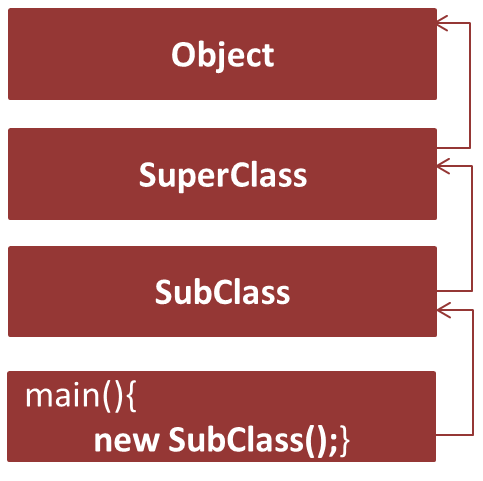 Object
SuperClass
SubClass
main(){
new SubClass();}